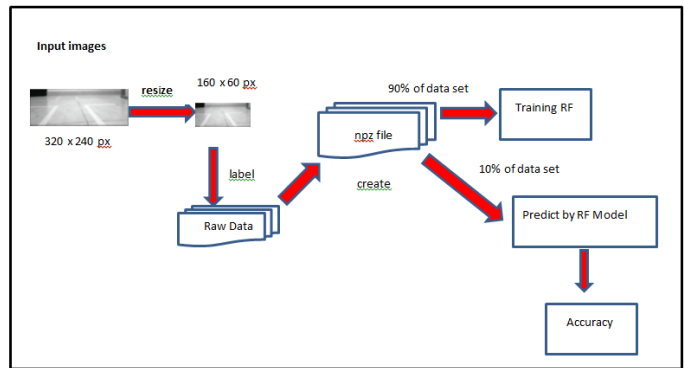 Input images
resize
160 x 60 px
320 x 240 px
label
Raw Data
npz file
create
90% of data set
Training RF
10% of data set
Predict by RF Model
Accuracy